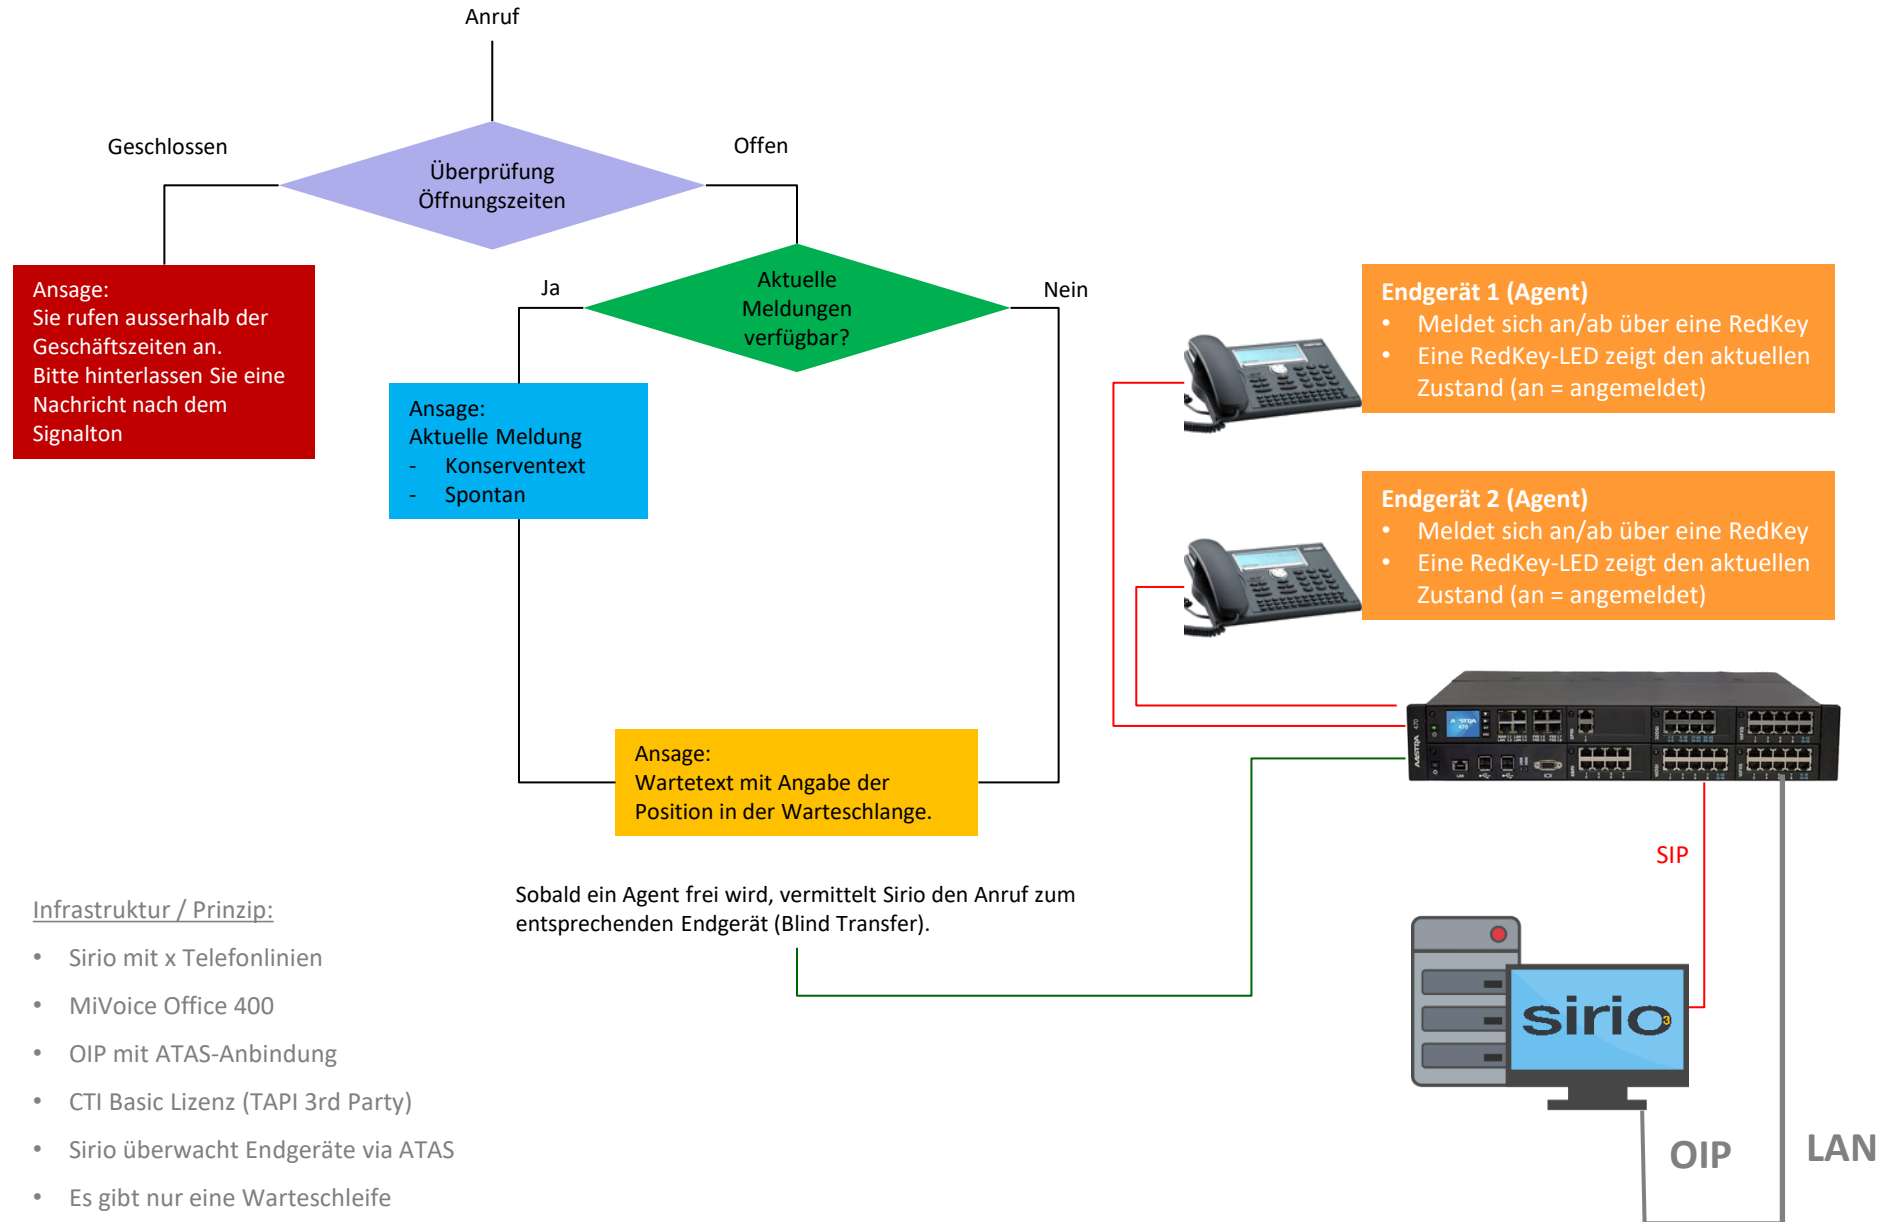 Anruf
Geschlossen
Offen
Überprüfung
Öffnungszeiten
Ansage:
Sie rufen ausserhalb der
Geschäftszeiten an.
Bitte hinterlassen Sie eine
Nachricht nach dem
Signalton
Ja
Aktuelle
Meldungen
verfügbar?
Nein
Ansage:
Aktuelle Meldung
- Konserventext
- Spontan
Ansage:
Wartetext mit Angabe der
Position in der Warteschlange.
Sobald ein Agent frei wird, vermittelt Sirio den Anruf zum
entsprechenden Endgerät (Blind Transfer).
Endgerät 1 (Agent)
• Meldet sich an/ab über eine RedKey
• Eine RedKey-LED zeigt den aktuellen
Zustand (an = angemeldet)
Endgerät 2 (Agent)
• Meldet sich an/ab über eine RedKey
• Eine RedKey-LED zeigt den aktuellen
Zustand (an = angemeldet)
AASTRA 470
SIP
sirio3
OIP
LAN
Infrastruktur / Prinzip:
• Sirio mit x Telefonlinien
• MiVoice Office 400
• OIP mit ATAS-Anbindung
• CTI Basic Lizenz (TAPI 3rd Party)
• Sirio überwacht Endgeräte via ATAS
• Es gibt nur eine Warteschleife